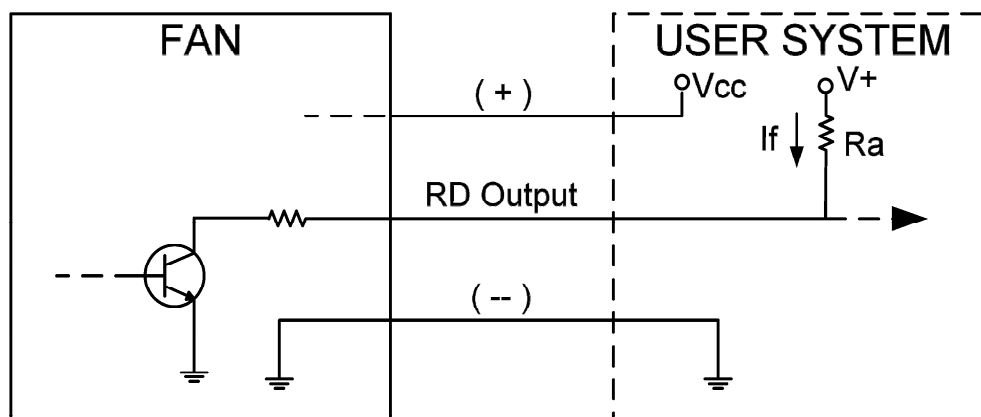 FAN
USER SYSTEM
( + )
Vcc
V+
If
Ra
RD Output
( -- )